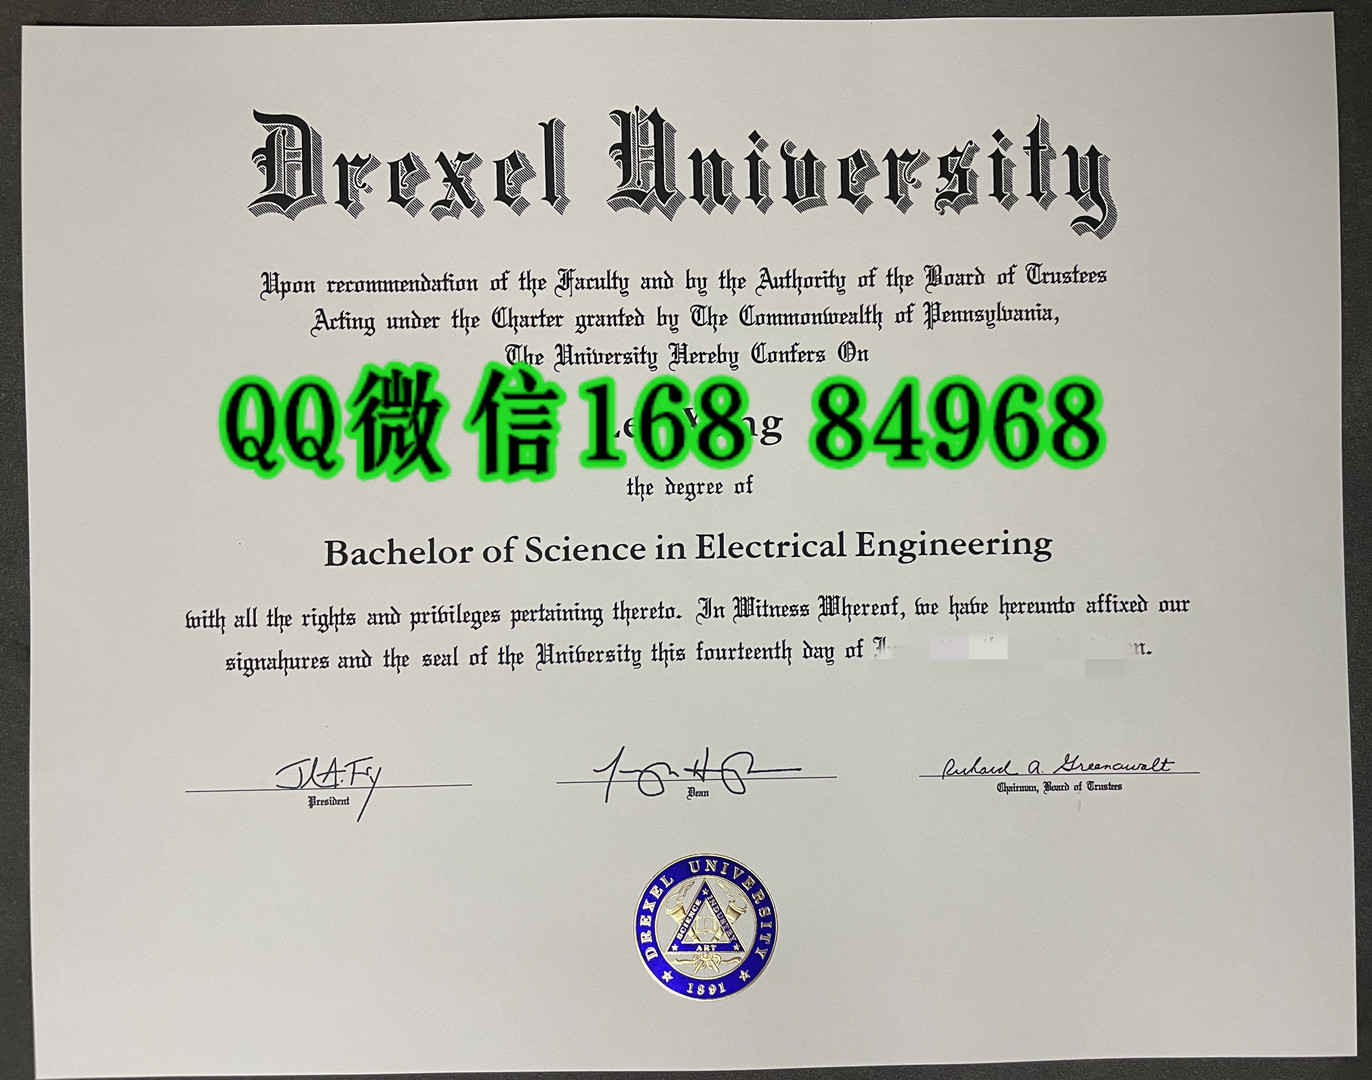 Drexel University
Upon recommendation of the Faculty and by the Authority of the Board of Trustees
Acting under the Charter granted by The Commonwealth of Pennsylvania,
The University Hereby Confers On
QQ微信168 84968
the degree of
Bachelor of Science in Electrical Engineering
with all the rights and privileges pertaining thereto. In Witness Whereof, we have hereunto affixed our
signahures and the seal of the University this fourteenth day of
President
Dean
Richard A. Greenawalt
Chairman, Board of Trustees
DREXEL UNIVERSITY
SCIENCE INDUSTRY
ART
1891